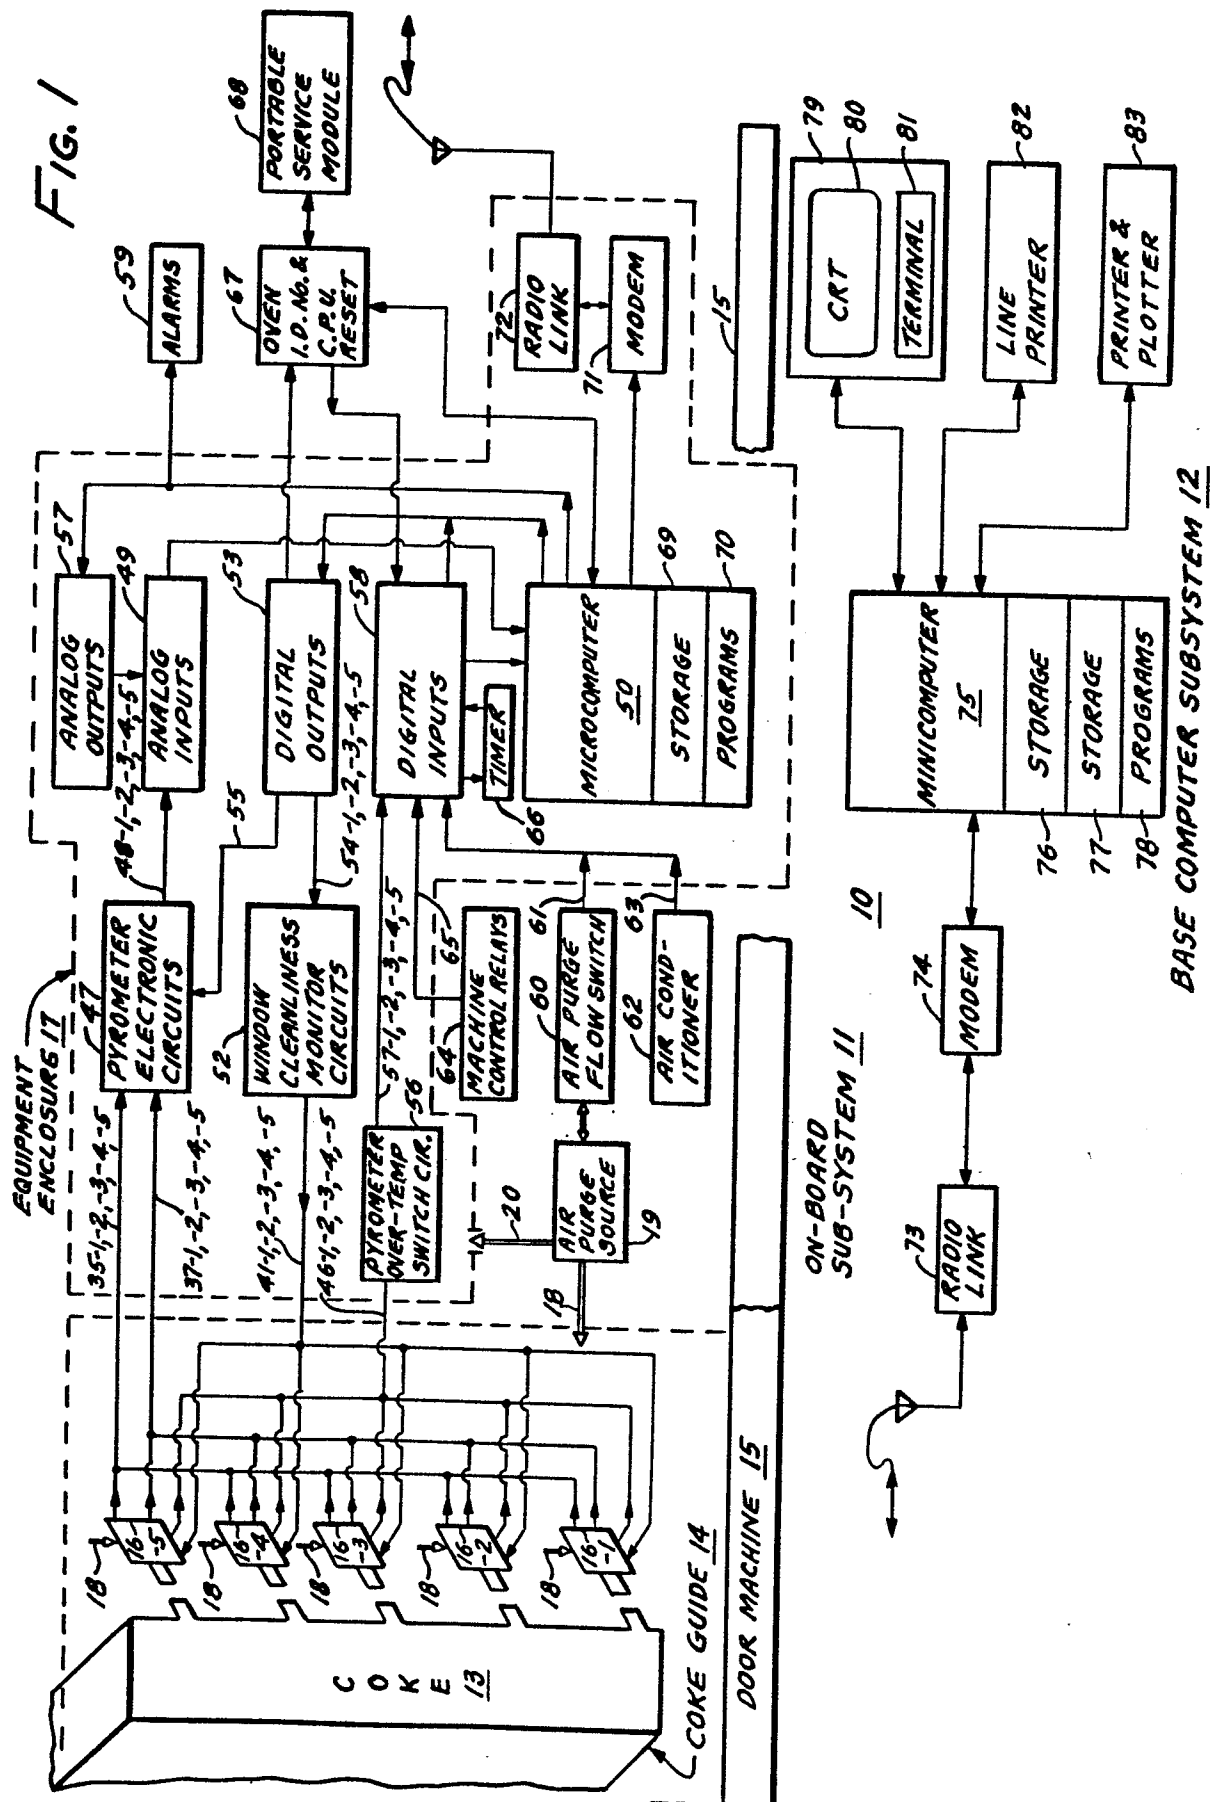 FIG. 1
EQUIPMENT
ENCLOSURE 17
35-1,-2,-3,-4,-5
37-1,-2,-3,-4,-5
47
PYROMETER
ELECTRONIC
CIRCUITS
48-1,-2,-3,-4,-5
55
57
ANALOG
OUTPUTS
49
ANALOG
INPUTS
59
ALARMS
41-1,-2,-3,-4,-5
52
WINDOW
CLEANLINESS
MONITOR
CIRCUITS
54-1,-2,-3,-4,-5
53
DIGITAL
OUTPUTS
67
OVEN
I.D. No. &
C.P.U.
RESET
68
PORTABLE
SERVICE
MODULE
46-1,-2,-3,-4,-5
PYROMETER
OVER-TEMP
SWITCH CIR.
56
57-1,-2,-3,-4,-5
58
DIGITAL
INPUTS
TIMER
66
64
MACHINE
CONTROL RELAYS
65
60
AIR PURGE
FLOW SWITCH
61
62
AIR COND-
ITIONER
63
AIR
PURGE
SOURCE
19
20
18
MICROCOMPUTER
50
STORAGE
69
PROGRAMS
70
72
RADIO
LINK
71
MODEM
18
16-
-5
18
16-
-4
18
16-
-3
18
16-
-2
18
16-
-1
COKE 13
COKE GUIDE 14
DOOR MACHINE 15
15
ON-BOARD
SUB-SYSTEM 11
10
73
RADIO
LINK
74
MODEM
MINICOMPUTER
75
STORAGE
76
STORAGE
77
PROGRAMS
78
CRT
TERMINAL
79
80
81
LINE
PRINTER
82
PRINTER &
PLOTTER
83
BASE COMPUTER SUBSYSTEM 12